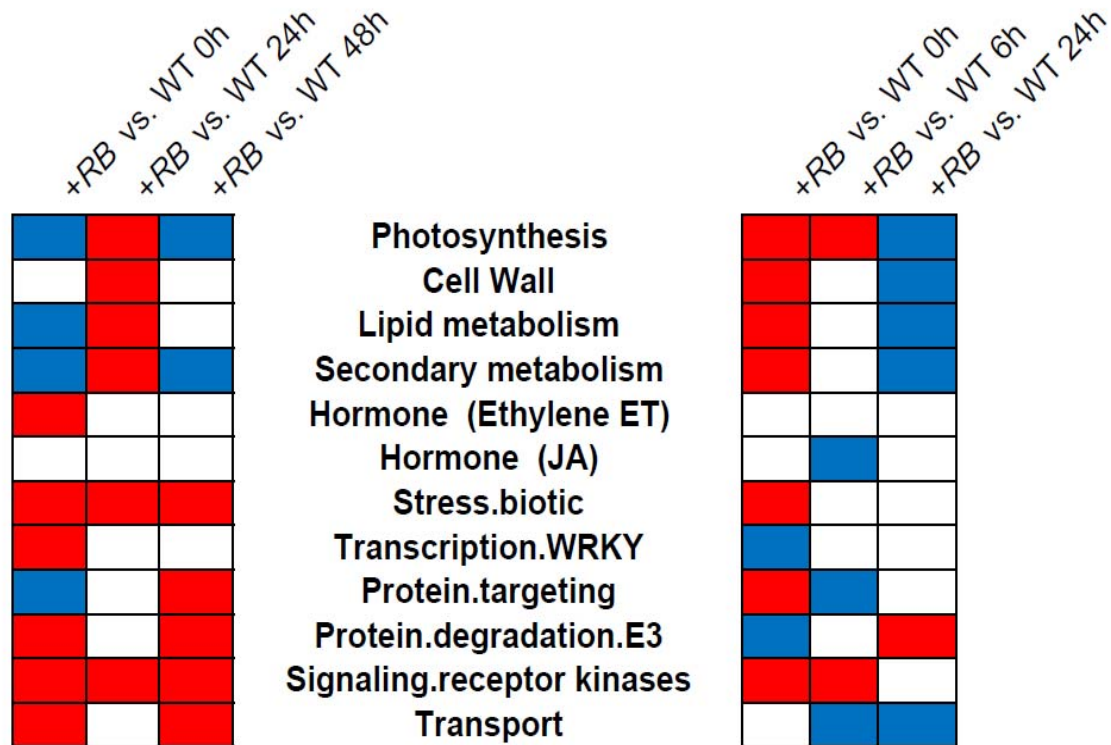 +RB vs. WT 0h
+RB vs. WT 24h
+RB vs. WT 48h
+RB vs. WT 0h
+RB vs. WT 6h
+RB vs. WT 24h
Photosynthesis
Cell Wall
Lipid metabolism
Secondary metabolism
Hormone (Ethylene ET)
Hormone (JA)
Stress.biotic
Transcription.WRKY
Protein.targeting
Protein.degradation.E3
Signaling.receptor kinases
Transport